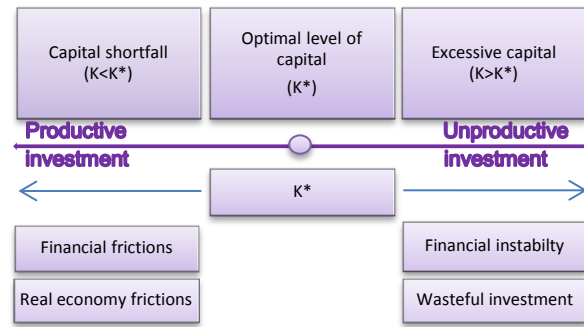 Capital shortfall
(K<K*)
Optimal level of
capital
(K*)
Excessive capital
(K>K*)
Productive
investment
Unproductive
investment
K*
Financial frictions
Real economy frictions
Financial instabilty
Wasteful investment